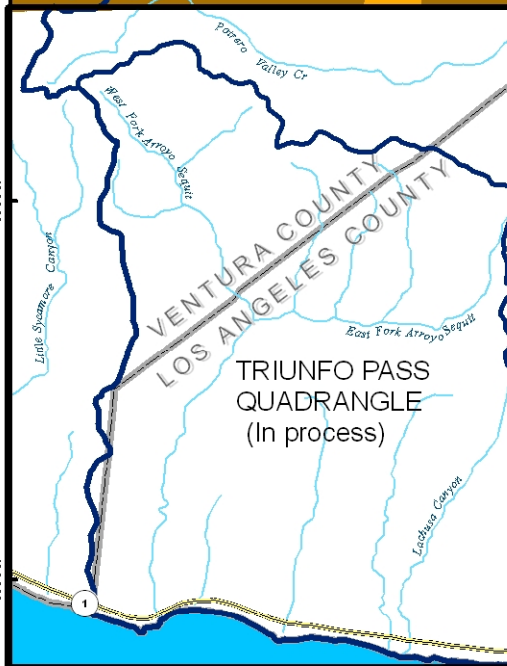 Potrero Valley Cr
West Fork Arroyo Sequit
Little Sycamore Canyon
VENTURA COUNTY
LOS ANGELES COUNTY
East Fork Arroyo Sequit
TRIUNFO PASS
QUADRANGLE
(In process)
Lachusa Canyon
1